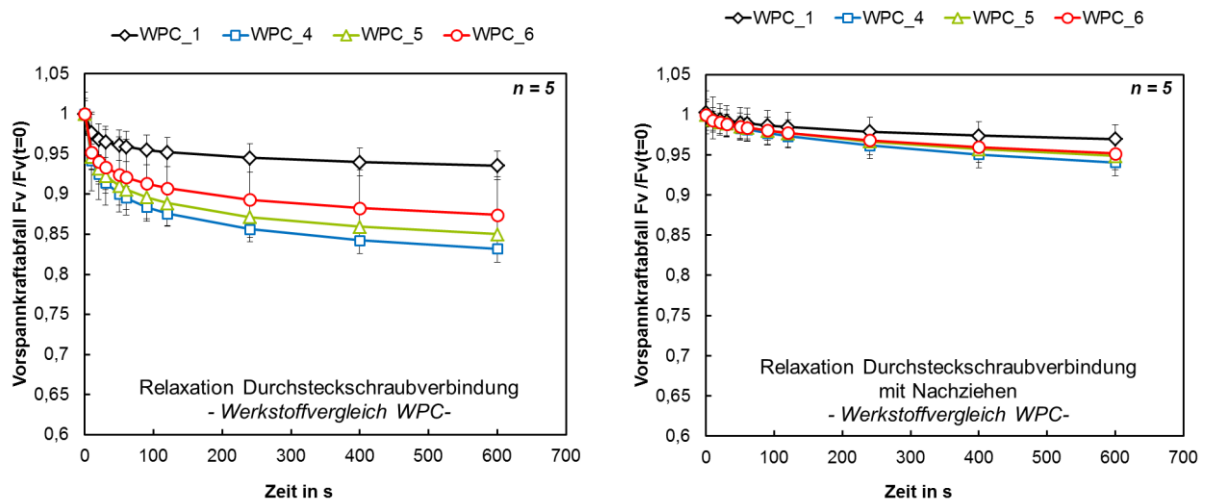 WPC_1 WPC_4 WPC_5 WPC_6
Vorspannkraftabfall Fv /Fv(t=0)
1,05
1
0,95
0,9
0,85
0,8
0,75
0,7
0,65
0,6
n = 5
Relaxation Durchsteckschraubverbindung
- Werkstoffvergleich WPC-
0 100 200 300 400 500 600 700
Zeit in s
WPC_1 WPC_4 WPC_5 WPC_6
Vorspannkraftabfall Fv /Fv(t=0)
1,05
1
0,95
0,9
0,85
0,8
0,75
0,7
0,65
0,6
n = 5
Relaxation Durchsteckschraubverbindung
mit Nachziehen
- Werkstoffvergleich WPC-
0 100 200 300 400 500 600 700
Zeit in s